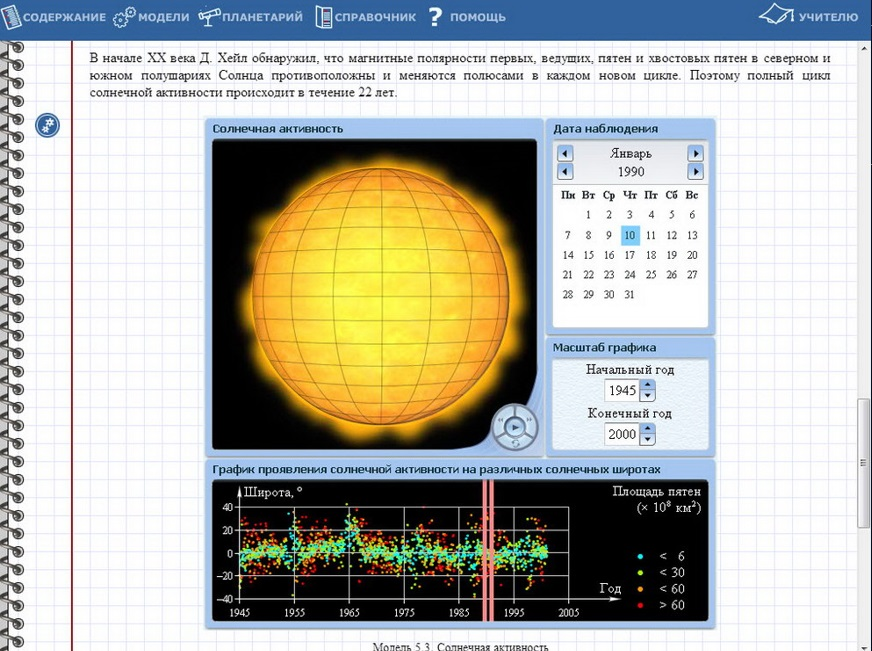 СОДЕРЖАНИЕ МОДЕЛИ ПЛАНЕТАРИЙ СПРАВОЧНИК ? ПОМОЩЬ УЧИТЕЛЮ
В начале XX века Д. Хейл обнаружил, что магнитные полярности первых, ведущих, пятен и хвостовых пятен в северном и
южном полушариях Солнца противоположны и меняются полюсами в каждом новом цикле. Поэтому полный цикл
солнечной активности происходит в течение 22 лет.
Солнечная активность
Дата наблюдения
Январь
1990
Пн Вт Ср Чт Пт Сб Вс
1 2 3 4 5 6
7 8 9 10 11 12 13
14 15 16 17 18 19 20
21 22 23 24 25 26 27
28 29 30 31
Масштаб графика
Начальный год
1945
Конечный год
2000
График проявления солнечной активности на различных солнечных широтах
Широта, °
Площадь пятен
(× 10⁸ км²)
40
20
0
−20
−40
< 6
< 30
< 60
> 60
Год
1945 1955 1965 1975 1985 1995 2005
Модель 5.3. Солнечная активность